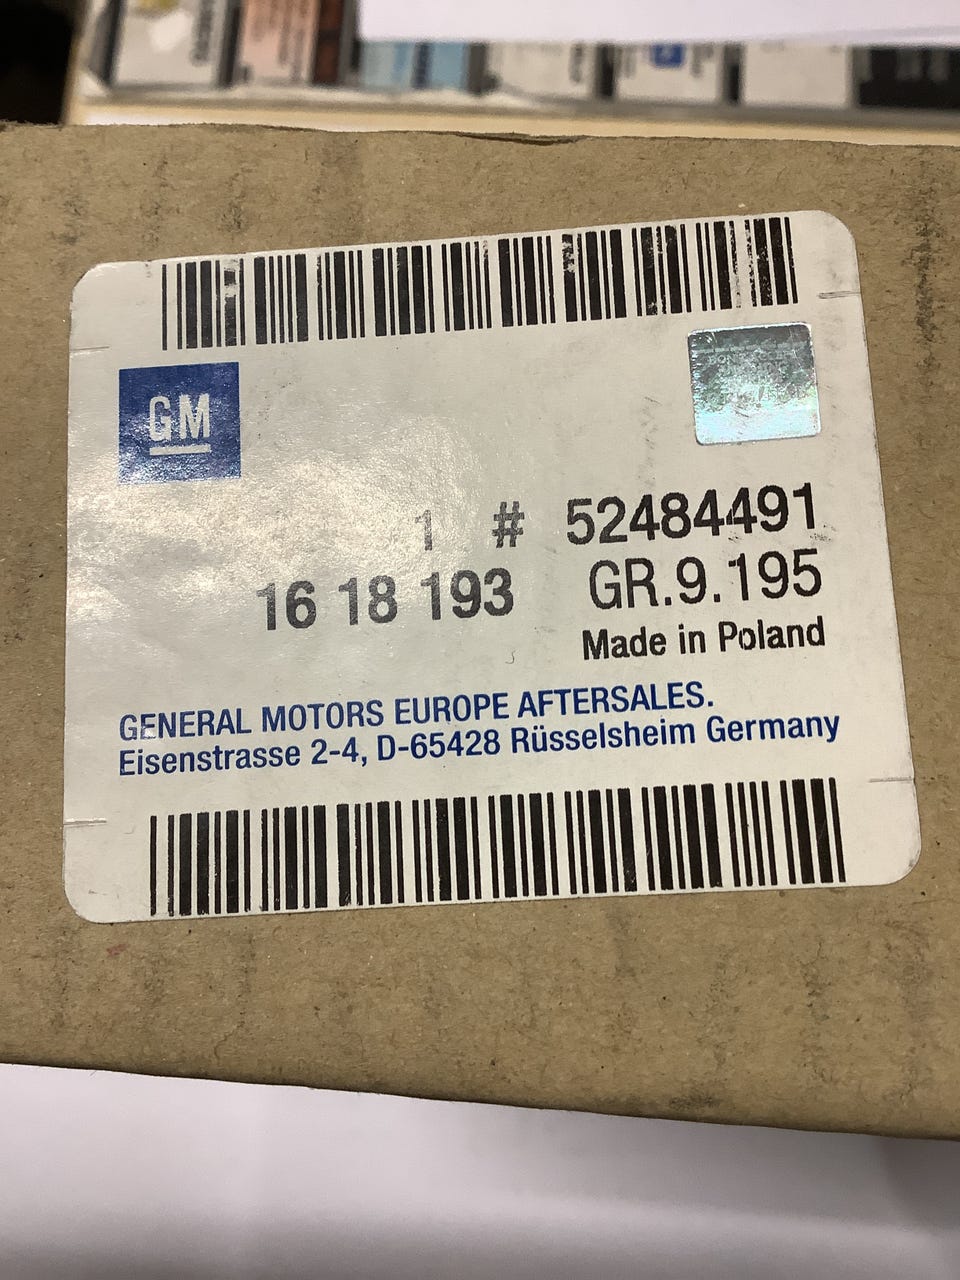 GM
1 # 52484491
16 18 193 GR.9.195
Made in Poland
GENERAL MOTORS EUROPE AFTERSALES.
Eisenstrasse 2-4, D-65428 Rüsselsheim Germany